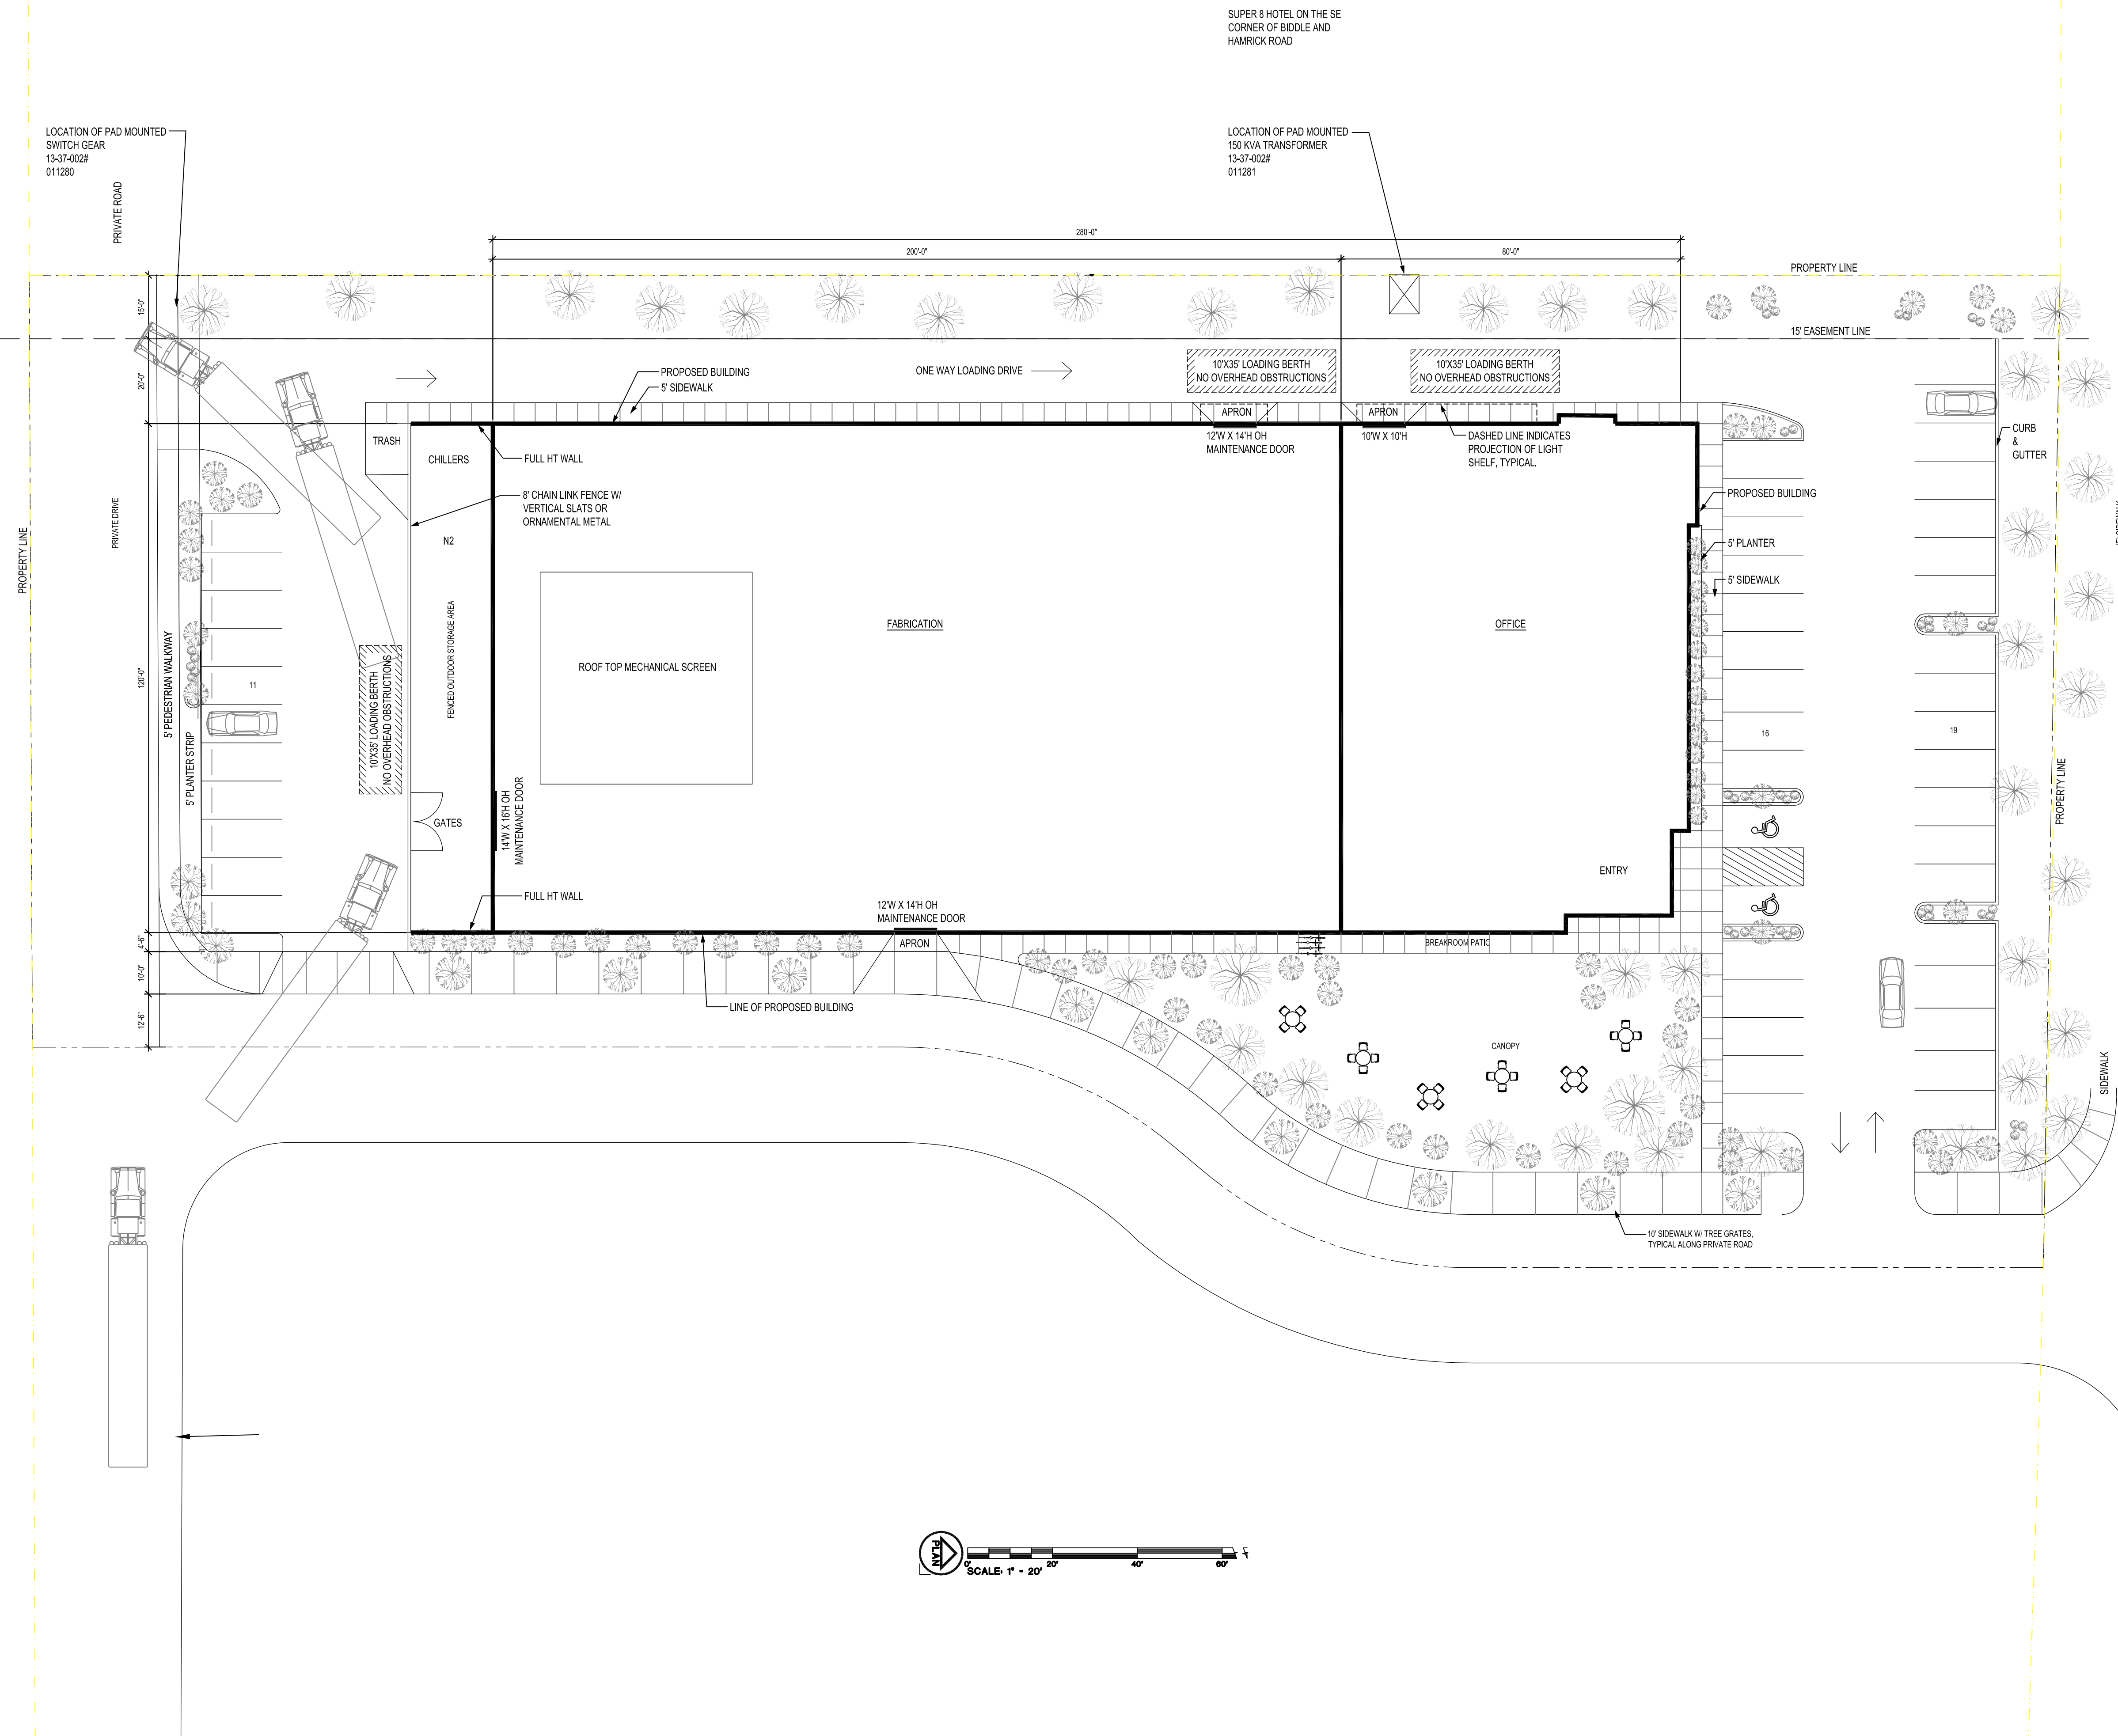 SUPER 8 HOTEL ON THE SE
CORNER OF BIDDLE AND
HAMRICK ROAD
LOCATION OF PAD MOUNTED
SWITCH GEAR
13-37-002#
011280
PRIVATE ROAD
LOCATION OF PAD MOUNTED
150 KVA TRANSFORMER
13-37-002#
011281
280'-0"
200'-0"
80'-0"
PROPERTY LINE
15'-0"
15' EASEMENT LINE
20'-0"
PROPOSED BUILDING
5' SIDEWALK
ONE WAY LOADING DRIVE
10'X35' LOADING BERTH
NO OVERHEAD OBSTRUCTIONS
10'X35' LOADING BERTH
NO OVERHEAD OBSTRUCTIONS
APRON
APRON
TRASH
CHILLERS
FULL HT WALL
12'W X 14'H OH
MAINTENANCE DOOR
10'W X 10'H
DASHED LINE INDICATES
PROJECTION OF LIGHT
SHELF, TYPICAL.
CURB
&
GUTTER
8' CHAIN LINK FENCE W/
VERTICAL SLATS OR
ORNAMENTAL METAL
PROPOSED BUILDING
PRIVATE DRIVE
PROPERTY LINE
N2
5' PLANTER
5' SIDEWALK
FENCED OUTDOOR STORAGE AREA
FABRICATION
OFFICE
ROOF TOP MECHANICAL SCREEN
120'-0"
5' PEDESTRIAN WALKWAY
11
10'X35' LOADING BERTH
NO OVERHEAD OBSTRUCTIONS
5' PLANTER STRIP
16
19
PROPERTY LINE
GATES
14'W X 16'H OH
MAINTENANCE DOOR
ENTRY
FULL HT WALL
12'W X 14'H OH
MAINTENANCE DOOR
APRON
BREAKROOM PATIO
4'-6"
10'-0"
12'-6"
LINE OF PROPOSED BUILDING
CANOPY
SIDEWALK
10' SIDEWALK W/ TREE GRATES,
TYPICAL ALONG PRIVATE ROAD
PLAN
0' 20' 40' 60'
SCALE: 1" - 20'